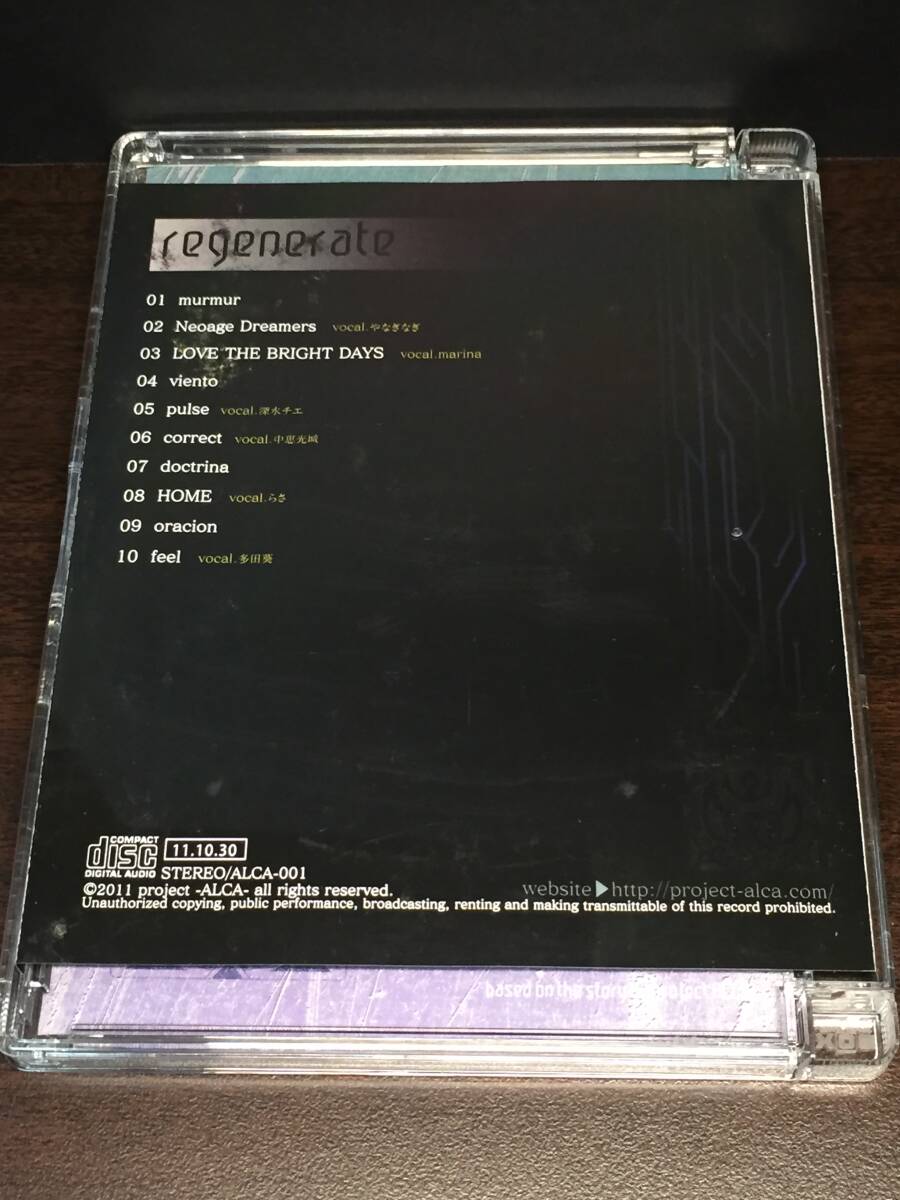 regenerate
01 murmur
02 Neoage Dreamers vocal.やなぎなぎ
03 LOVE THE BRIGHT DAYS vocal.marina
04 viento
05 pulse vocal.深水チエ
06 correct vocal.中恵光城
07 doctrina
08 HOME vocal.らさ
09 oracion
10 feel vocal.多田葵
COMPACT
disc
DIGITAL AUDIO
11.10.30
STEREO/ALCA-001
©2011 project -ALCA- all rights reserved.
website▶http://project-alca.com/
Unauthorized copying, public performance, broadcasting, renting and making transmittable of this record prohibited.
based on the story